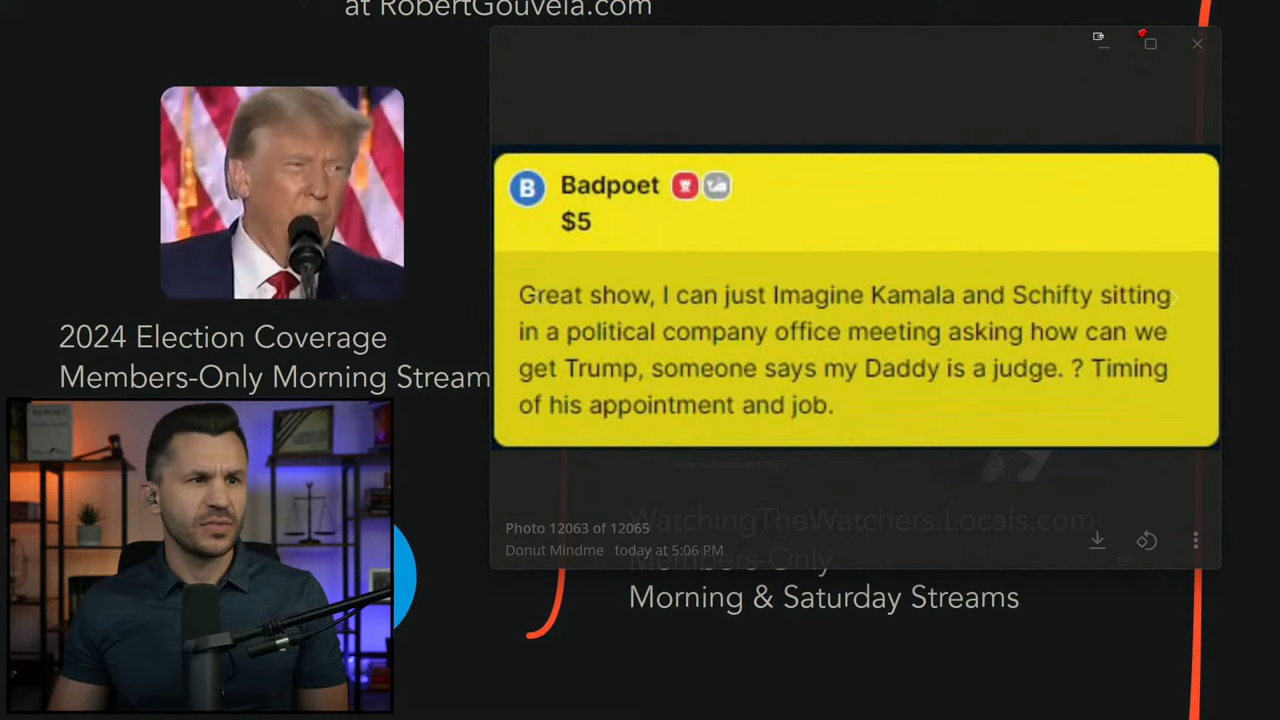 at RobertGouveia.com
Badpoet
$5
Great show, I can just Imagine Kamala and Schifty sitting
in a political company office meeting asking how can we
get Trump, someone says my Daddy is a judge. ? Timing
of his appointment and job.
2024 Election Coverage
Members-Only Morning Stream
Photo 12063 of 12065
Donut Mindme today at 5:06 PM
WatchingTheWatchers.Locals.com
Members-Only
Morning & Saturday Streams